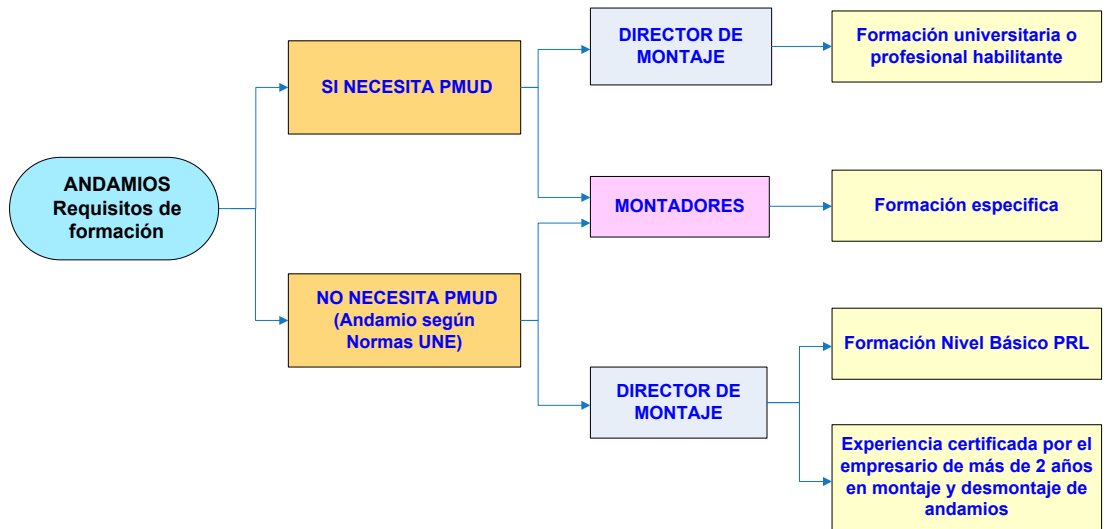 ANDAMIOS
Requisitos de
formación
SI NECESITA PMUD
NO NECESITA PMUD
(Andamio según
Normas UNE)
DIRECTOR DE
MONTAJE
MONTADORES
DIRECTOR DE
MONTAJE
Formación universitaria o
profesional habilitante
Formación especifica
Formación Nivel Básico PRL
Experiencia certificada por el
empresario de más de 2 años
en montaje y desmontaje de
andamios